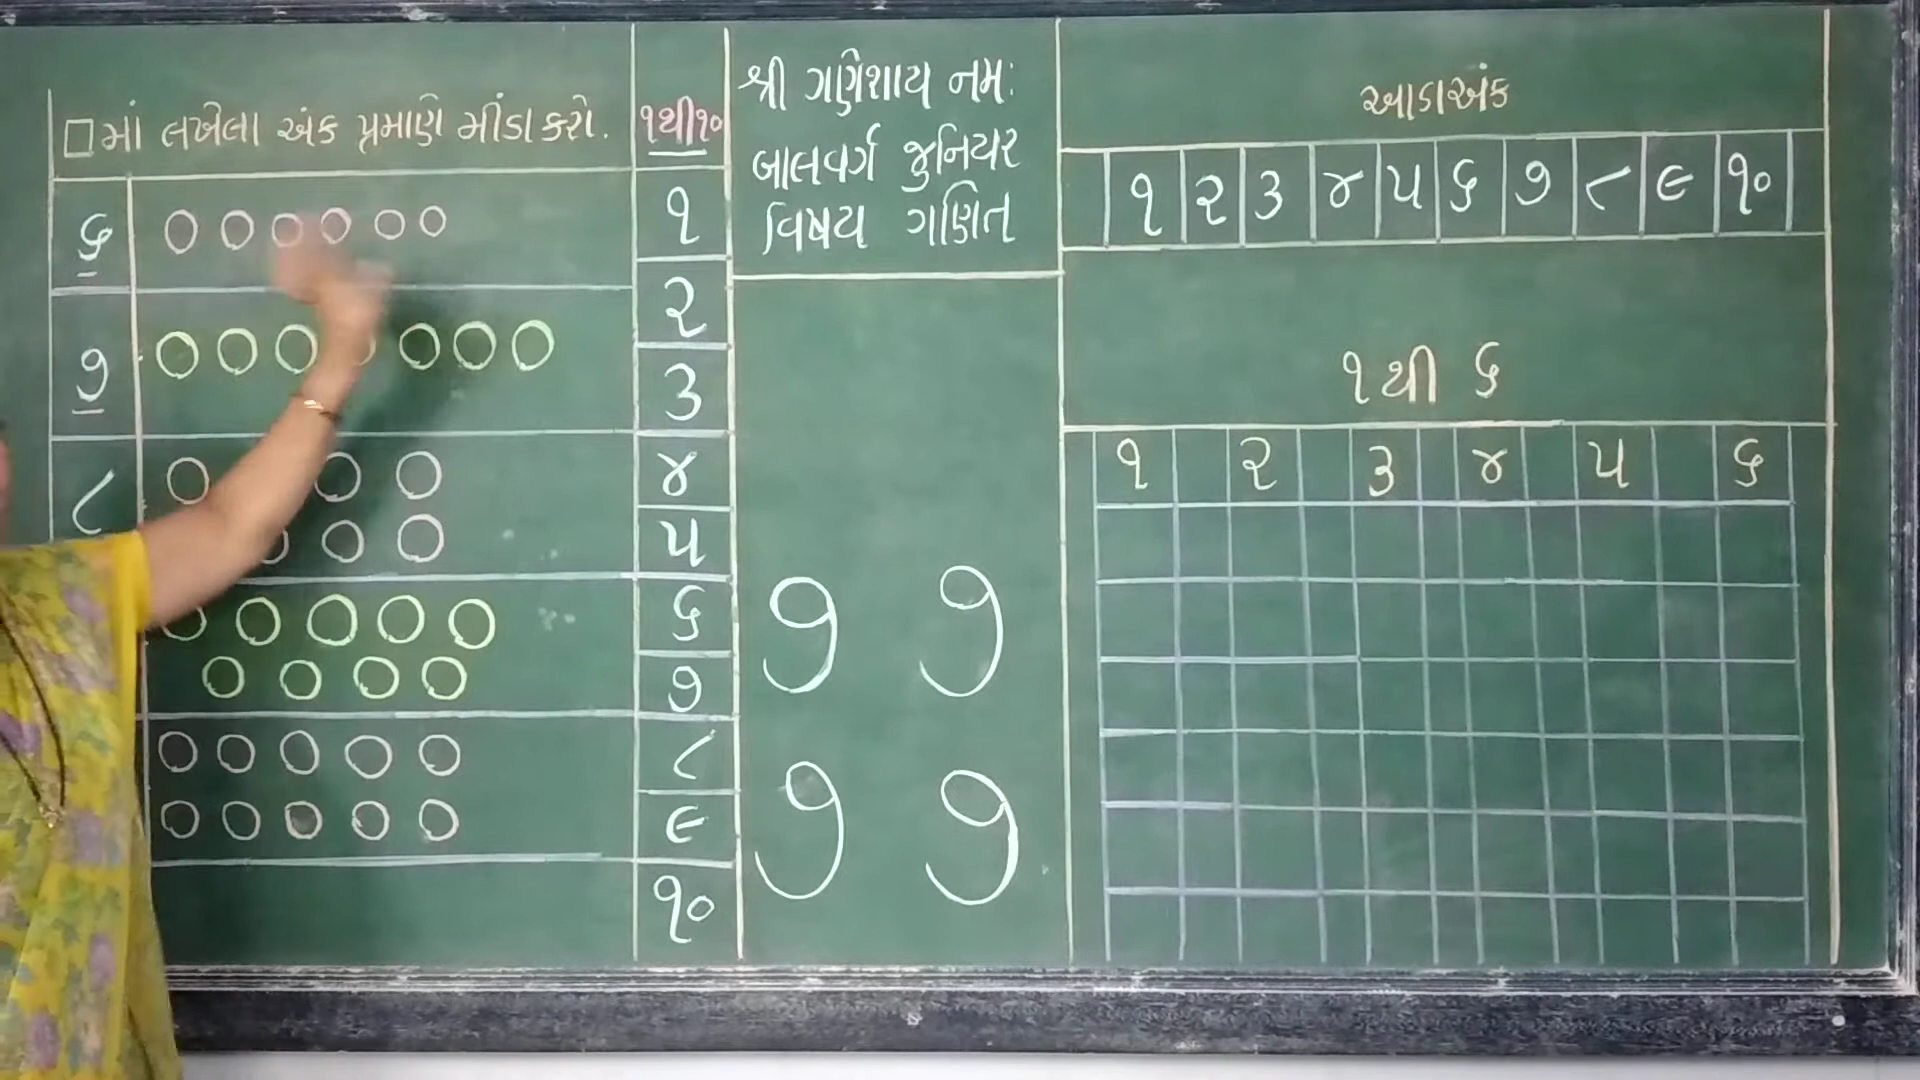 □માં લખેલા અંક પ્રમાણે મીંડા કરો.
૬
૭
૮
૧થી૧૦
૧
૨
૩
૪
૫
૬
૭
૮
૯
૧૦
શ્રી ગણેશાય નમઃ
બાલવર્ગ જુનિયર
વિષય ગણિત
૭ ૭
૭ ૭
આડાઅંક
૧ ૨ ૩ ૪ ૫ ૬ ૭ ૮ ૯ ૧૦
૧થી ૬
૧ ૨ ૩ ૪ ૫ ૬